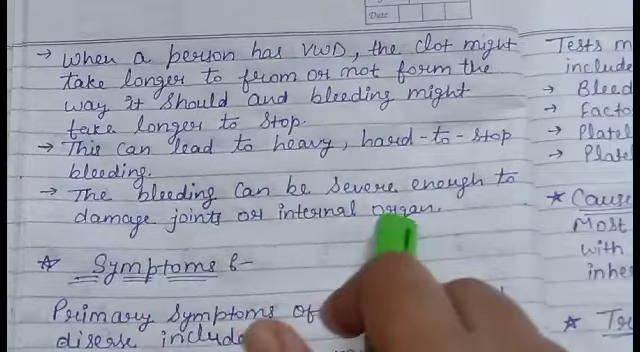 Date
→ When a person has VWD, the clot might
take longer to from or not form the
way it should and bleeding might
take longer to stop.
→ This can lead to heavy, hard-to-stop
bleeding.
→ The bleeding can be severe enough to
damage joints or internal organ.
☆ Symptoms :-
Primary symptoms of
disease include
Tests m
include
→ Bleed
→ Facto
→ Platel
→ Platel
★ Cause
Most
with
inher
★ Tr